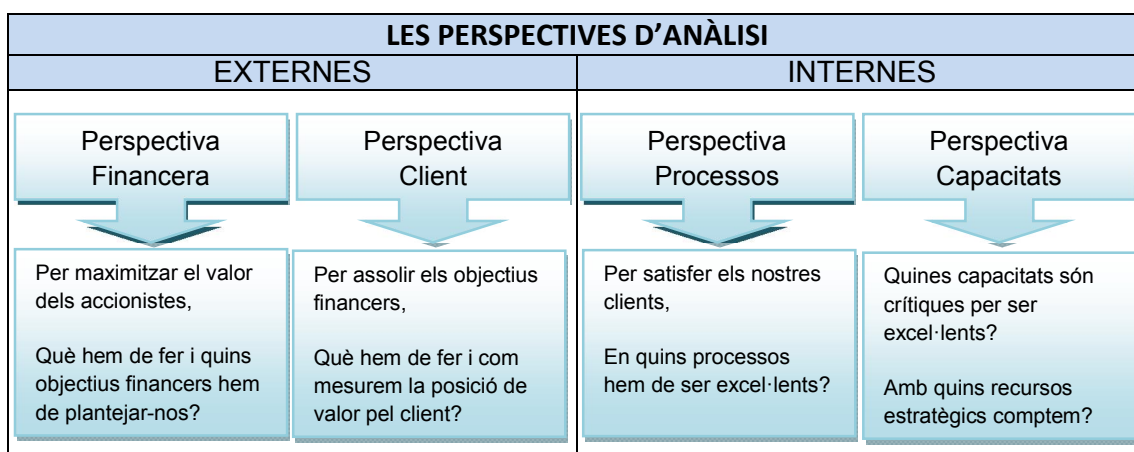 LES PERSPECTIVES D’ANÀLISI
EXTERNES
INTERNES
Perspectiva
Financera
Perspectiva
Client
Perspectiva
Processos
Perspectiva
Capacitats
Per maximitzar el valor
dels accionistes,
Què hem de fer i quins
objectius financers hem
de plantejar-nos?
Per assolir els objectius
financers,
Què hem de fer i com
mesurem la posició de
valor pel client?
Per satisfer els nostres
clients,
En quins processos
hem de ser excel·lents?
Quines capacitats són
crítiques per ser
excel·lents?
Amb quins recursos
estratègics comptem?